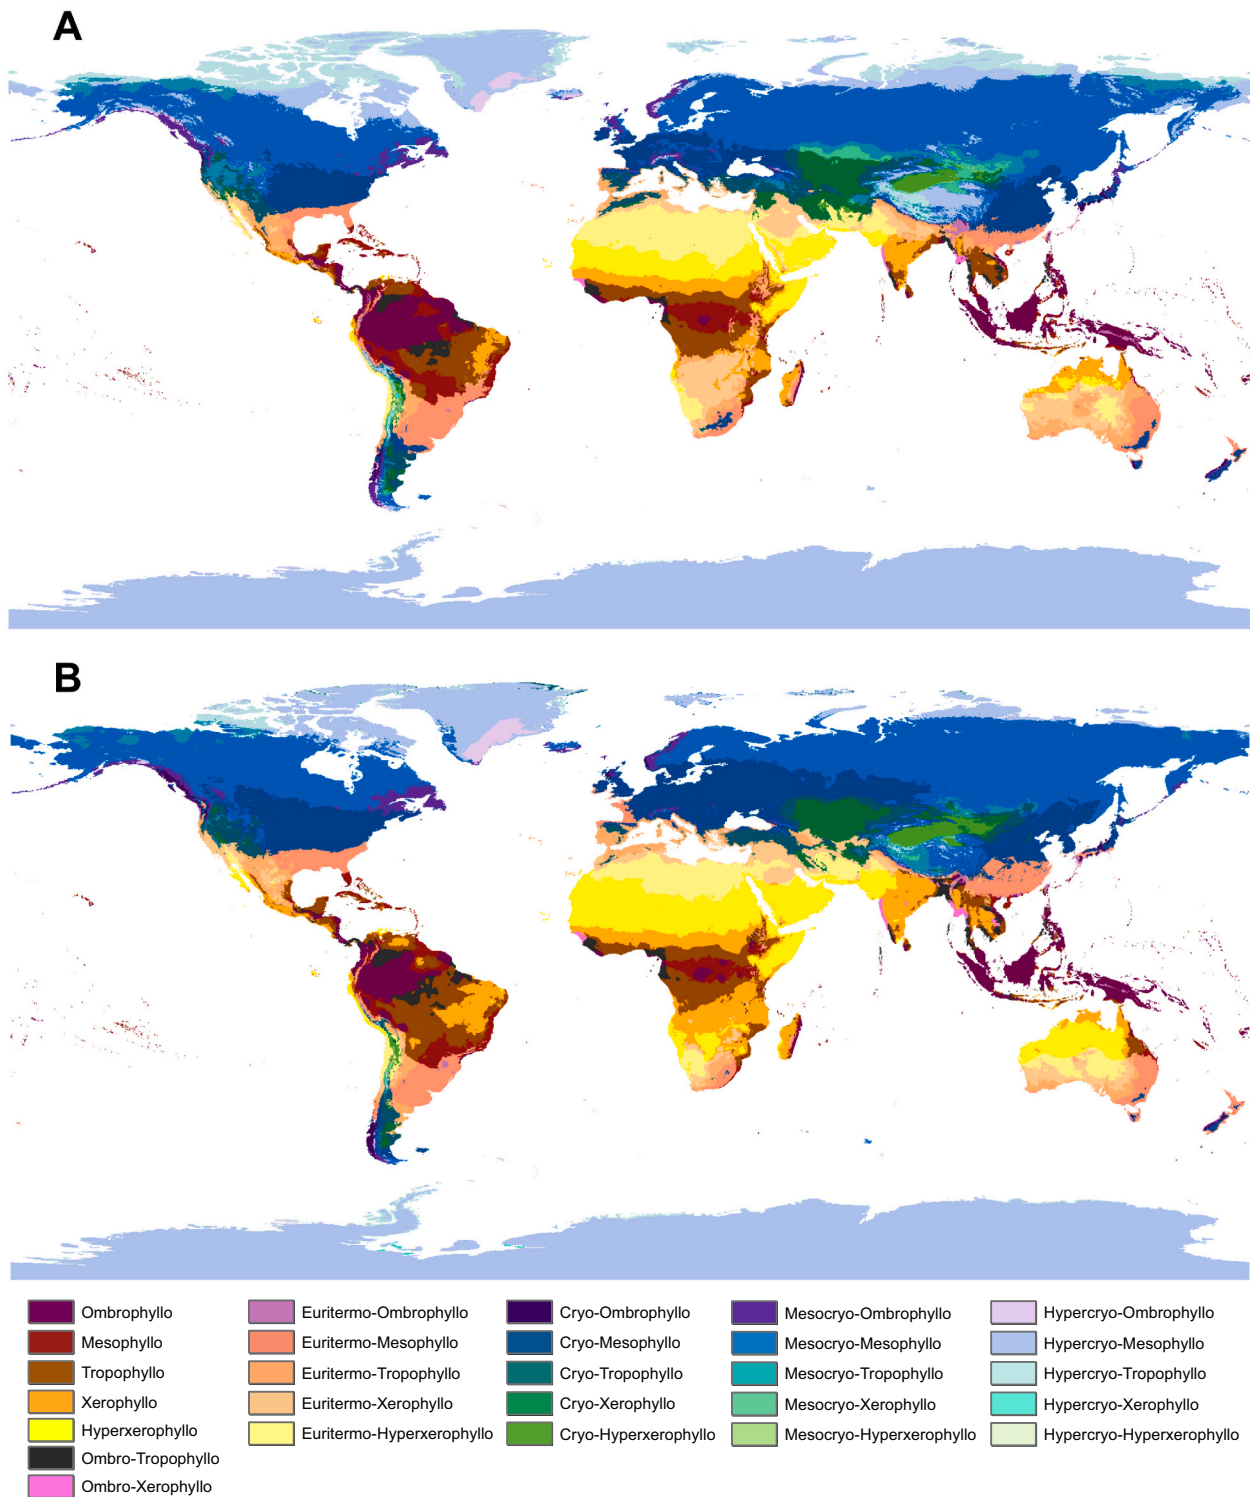 A
B
Ombrophyllo
Mesophyllo
Tropophyllo
Xerophyllo
Hyperxerophyllo
Ombro-Tropophyllo
Ombro-Xerophyllo
Euritermo-Ombrophyllo
Euritermo-Mesophyllo
Euritermo-Tropophyllo
Euritermo-Xerophyllo
Euritermo-Hyperxerophyllo
Cryo-Ombrophyllo
Cryo-Mesophyllo
Cryo-Tropophyllo
Cryo-Xerophyllo
Cryo-Hyperxerophyllo
Mesocryo-Ombrophyllo
Mesocryo-Mesophyllo
Mesocryo-Tropophyllo
Mesocryo-Xerophyllo
Mesocryo-Hyperxerophyllo
Hypercryo-Ombrophyllo
Hypercryo-Mesophyllo
Hypercryo-Tropophyllo
Hypercryo-Xerophyllo
Hypercryo-Hyperxerophyllo